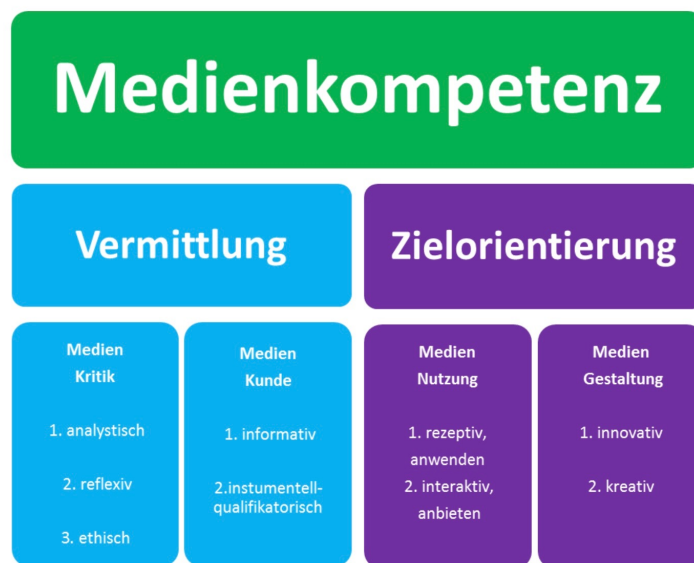 Medienkompetenz
Vermittlung
Zielorientierung
Medien
Kritik
1. analystisch
2. reflexiv
3. ethisch
Medien
Kunde
1. informativ
2.instumentell-
qualifikatorisch
Medien
Nutzung
1. rezeptiv,
anwenden
2. interaktiv,
anbieten
Medien
Gestaltung
1. innovativ
2. kreativ